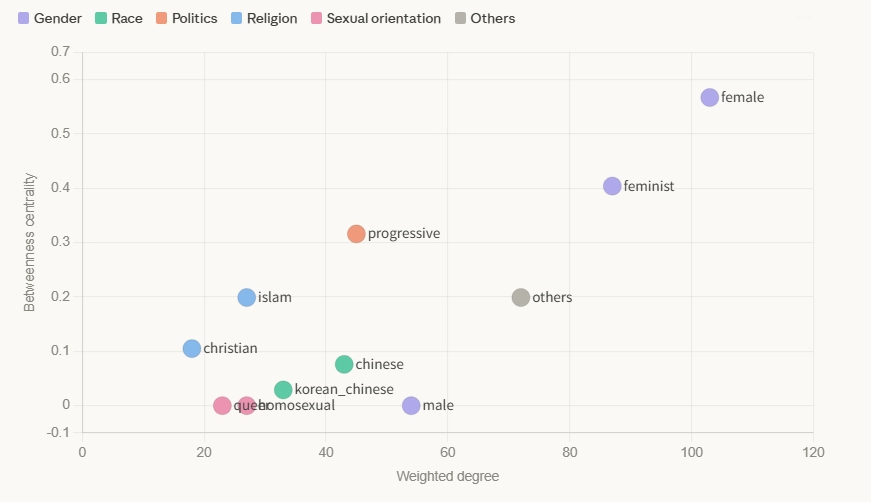 Gender Race Politics Religion Sexual orientation Others
0.7
0.6
0.5
0.4
0.3
0.2
0.1
0
-0.1
Betweenness centrality
female
feminist
progressive
islam
others
christian
chinese
korean_chinese
queer
homosexual
male
0 20 40 60 80 100 120
Weighted degree